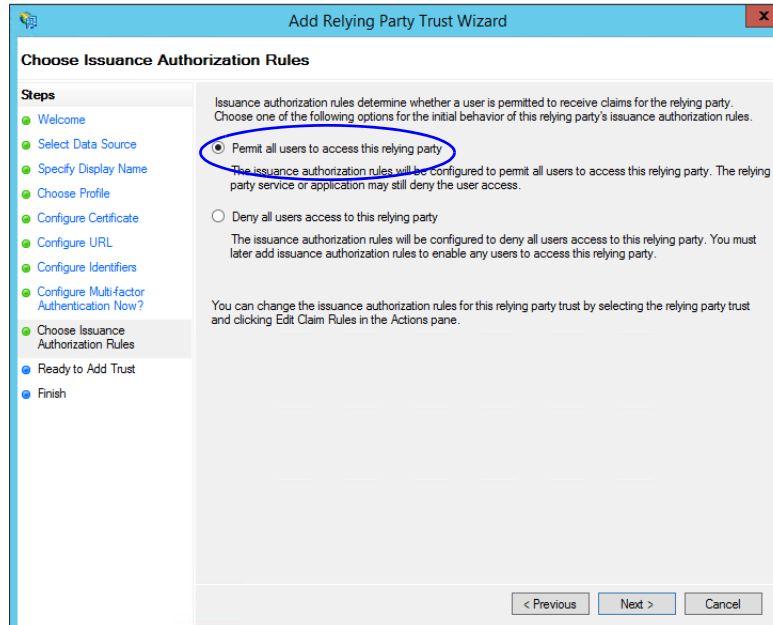 Add Relying Party Trust Wizard
x
Choose Issuance Authorization Rules
Steps
Welcome
Select Data Source
Specify Display Name
Choose Profile
Configure Certificate
Configure URL
Configure Identifiers
Configure Multi-factor
Authentication Now?
Choose Issuance
Authorization Rules
Ready to Add Trust
Finish
Issuance authorization rules determine whether a user is permitted to receive claims for the relying party.
Choose one of the following options for the initial behavior of this relying party's issuance authorization rules.
Permit all users to access this relying party
The issuance authorization rules will be configured to permit all users to access this relying party. The relying
party service or application may still deny the user access.
Deny all users access to this relying party
The issuance authorization rules will be configured to deny all users access to this relying party. You must
later add issuance authorization rules to enable any users to access this relying party.
You can change the issuance authorization rules for this relying party trust by selecting the relying party trust
and clicking Edit Claim Rules in the Actions pane.
< Previous
Next >
Cancel